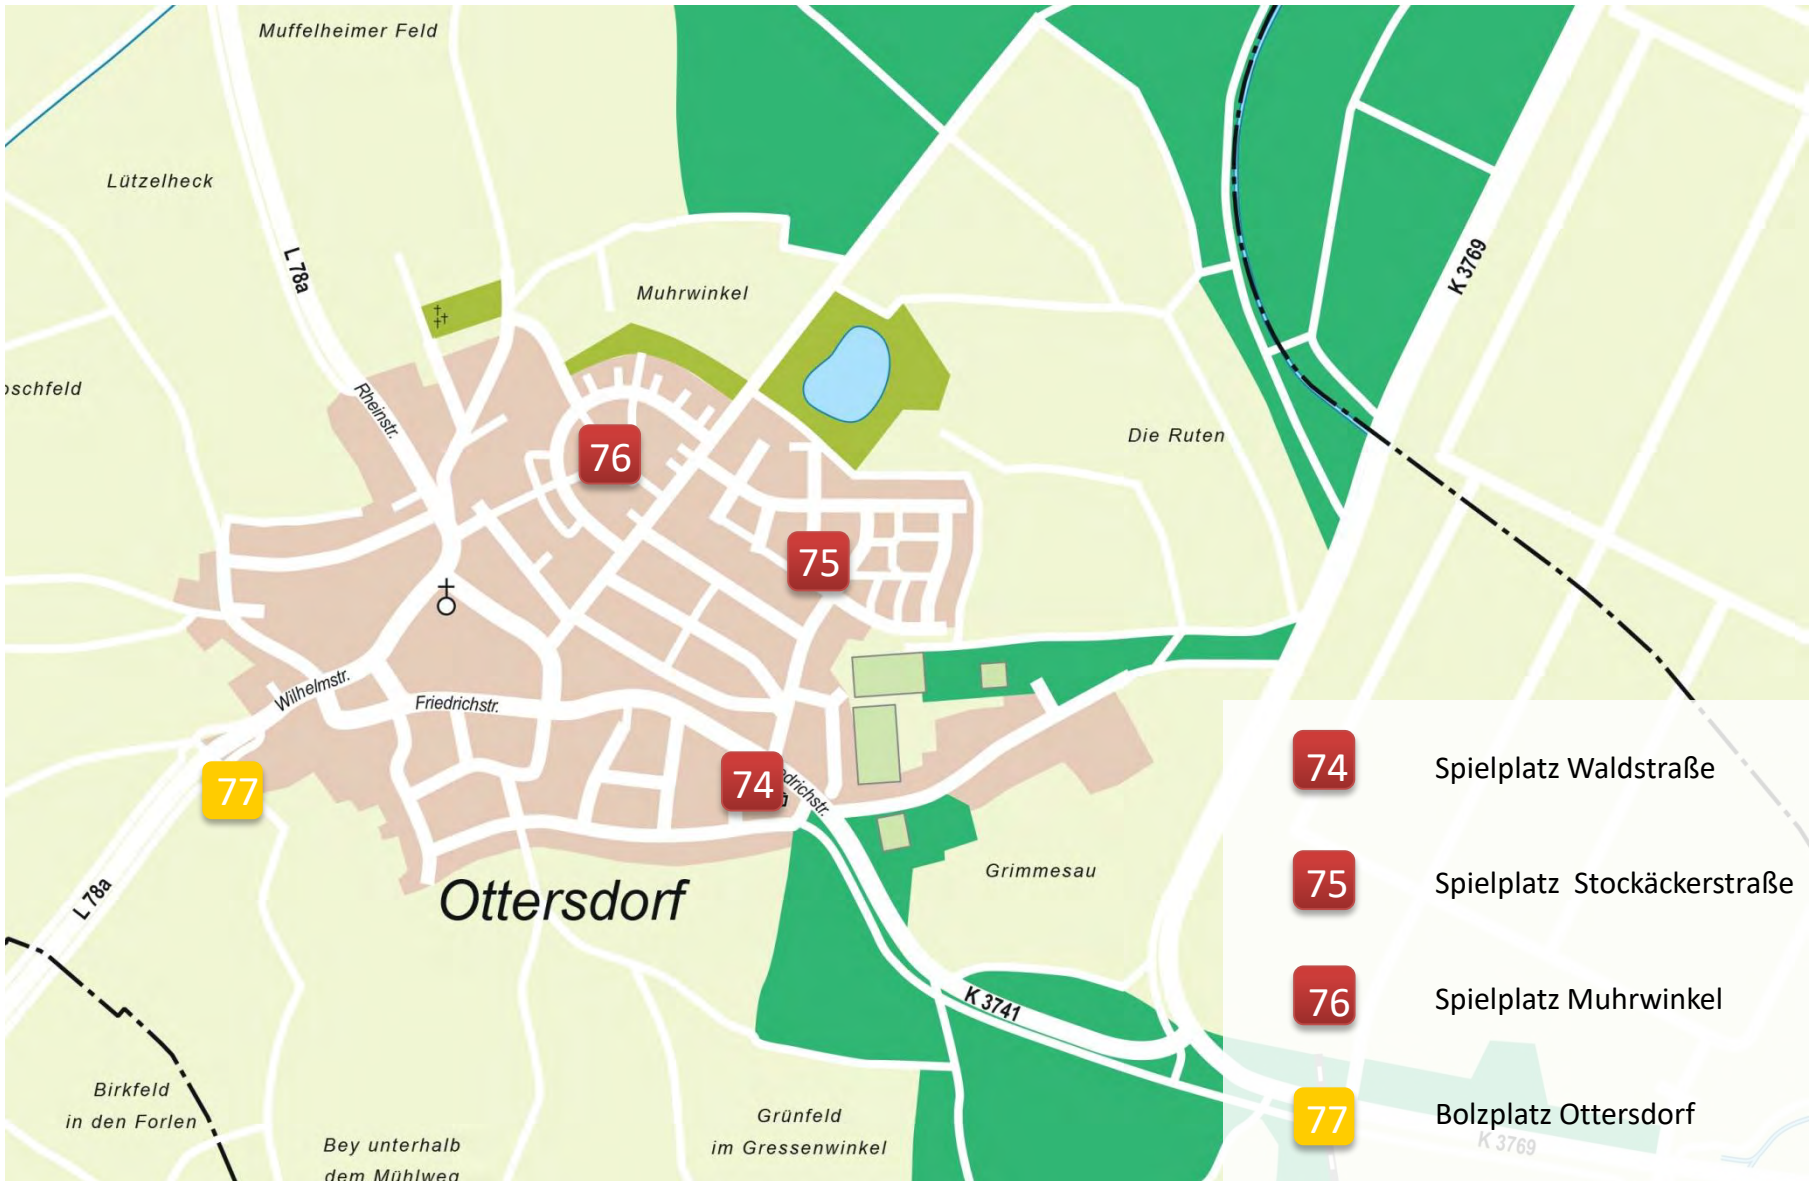 Muffelheimer Feld
Lützelheck
L 78a
K 3769
Muhrwinkel
oschfeld
Rheinstr.
Die Ruten
76
75
Wilhelmstr.
Friedrichstr.
77
74
drichstr.
74 Spielplatz Waldstraße
Grimmesau
75 Spielplatz Stockäckerstraße
L 78a
Ottersdorf
K 3741
76 Spielplatz Muhrwinkel
Birkfeld
in den Forlen
Grünfeld
im Gressenwinkel
77 Bolzplatz Ottersdorf
K 3769
Bey unterhalb
dem Mühlweg